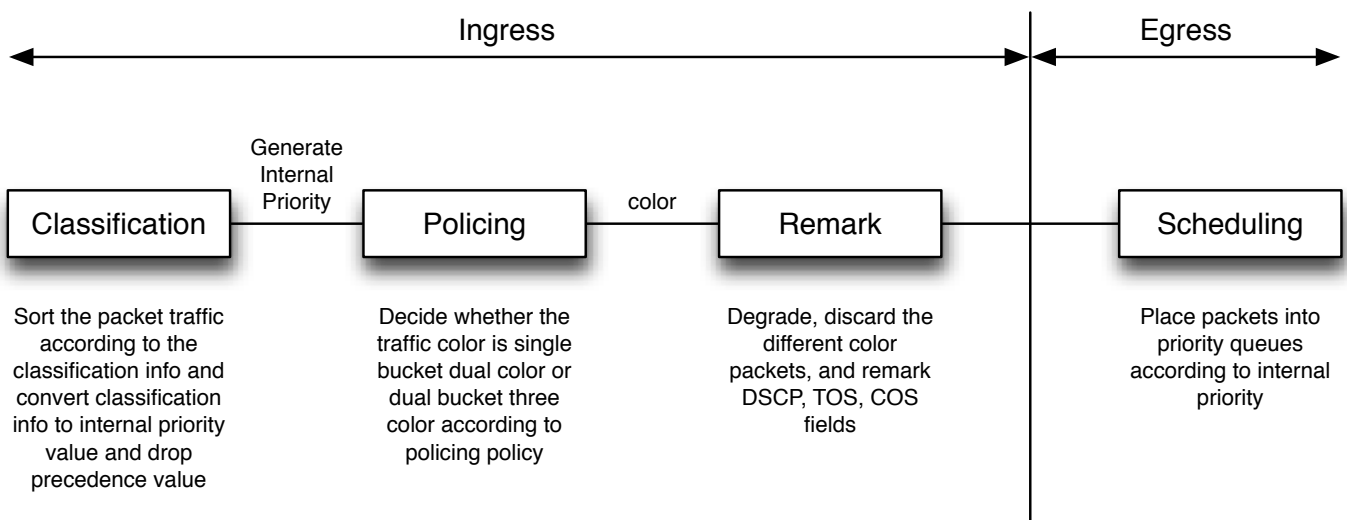 Ingress
Egress
Generate
Internal
Priority
color
Classification
Policing
Remark
Scheduling
Sort the packet traffic
according to the
classification info and
convert classification
info to internal priority
value and drop
precedence value
Decide whether the
traffic color is single
bucket dual color or
dual bucket three
color according to
policing policy
Degrade, discard the
different color
packets, and remark
DSCP, TOS, COS
fields
Place packets into
priority queues
according to internal
priority